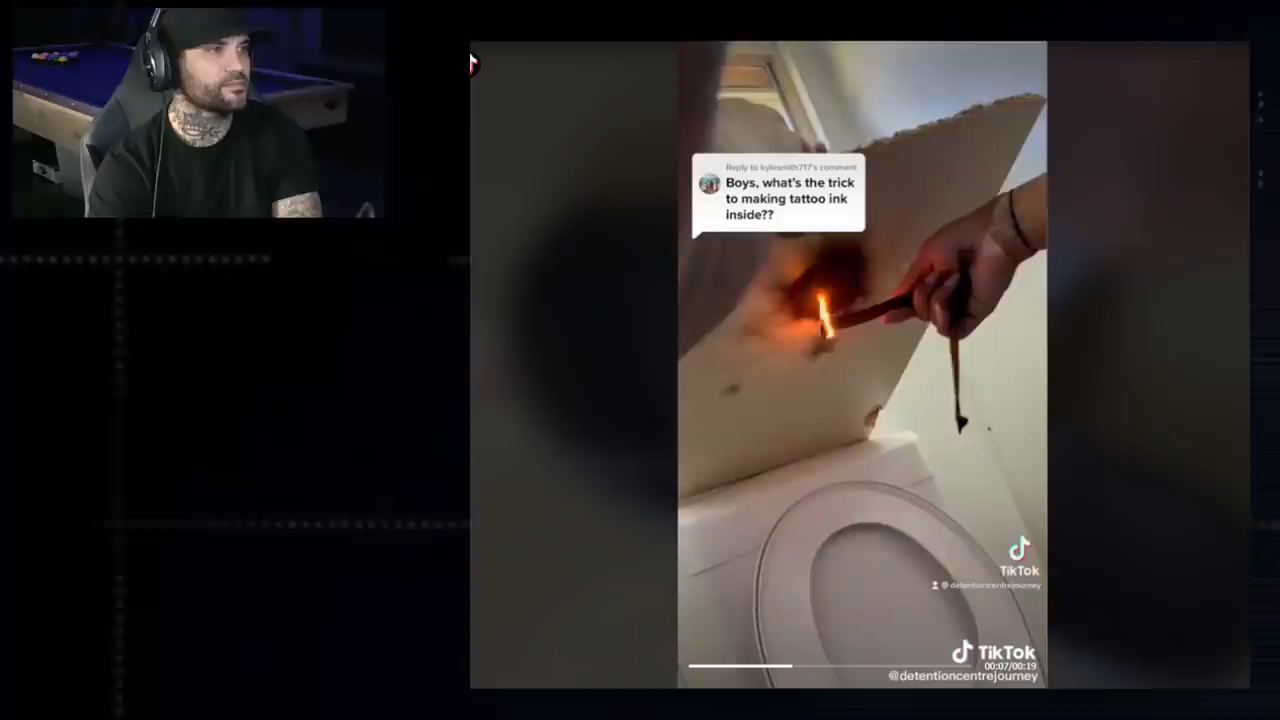 Reply to kylesmith717's comment
Boys, what's the trick
to making tattoo ink
inside??
TikTok
@detentioncentrejourney
TikTok
00:07/00:19
@detentioncentrejourney